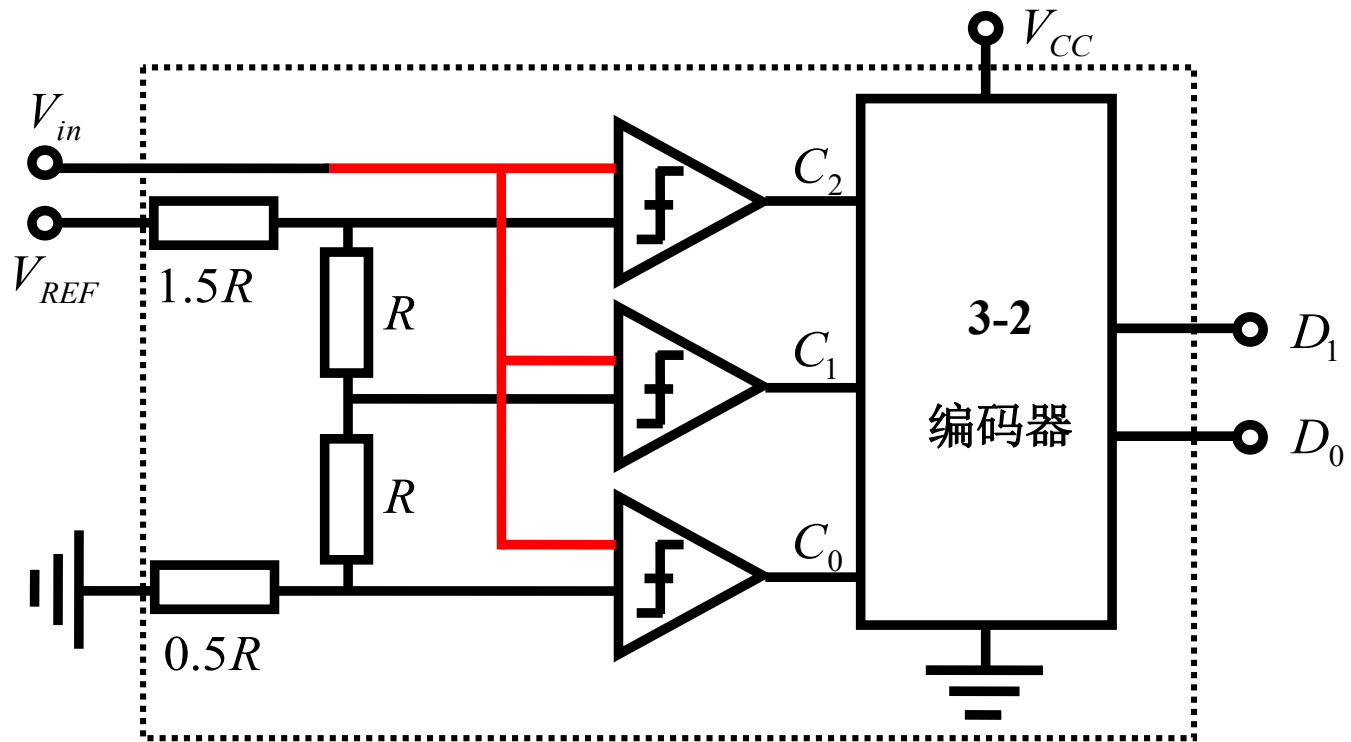 V_CC
V_in
C_2
V_REF
1.5R
R
3-2
C_1
D_1
编码器
D_0
R
C_0
0.5R